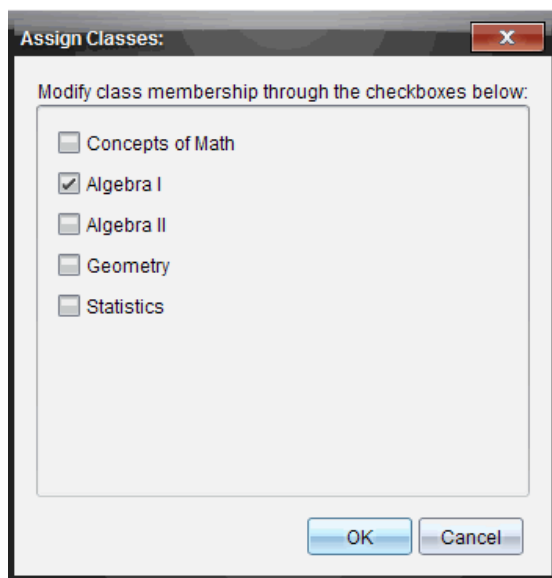 Assign Classes:
X
Modify class membership through the checkboxes below:
Concepts of Math
Algebra I
Algebra II
Geometry
Statistics
OK Cancel